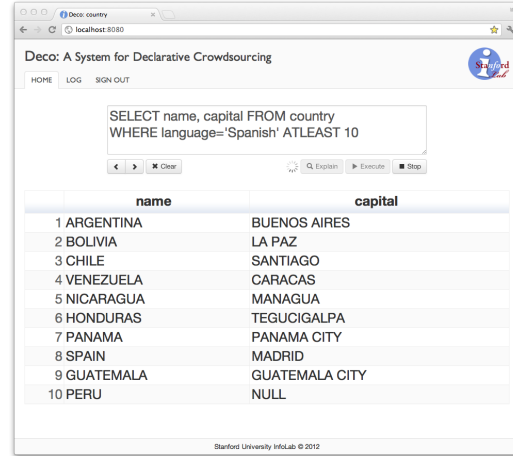 Deco: country
localhost:8080
Deco: A System for Declarative Crowdsourcing
Stanford
i
Lab
HOME LOG SIGN OUT
SELECT name, capital FROM country
WHERE language='Spanish' ATLEAST 10
Clear Explain Execute Stop
name capital
1 ARGENTINA BUENOS AIRES
2 BOLIVIA LA PAZ
3 CHILE SANTIAGO
4 VENEZUELA CARACAS
5 NICARAGUA MANAGUA
6 HONDURAS TEGUCIGALPA
7 PANAMA PANAMA CITY
8 SPAIN MADRID
9 GUATEMALA GUATEMALA CITY
10 PERU NULL
Stanford University InfoLab © 2012